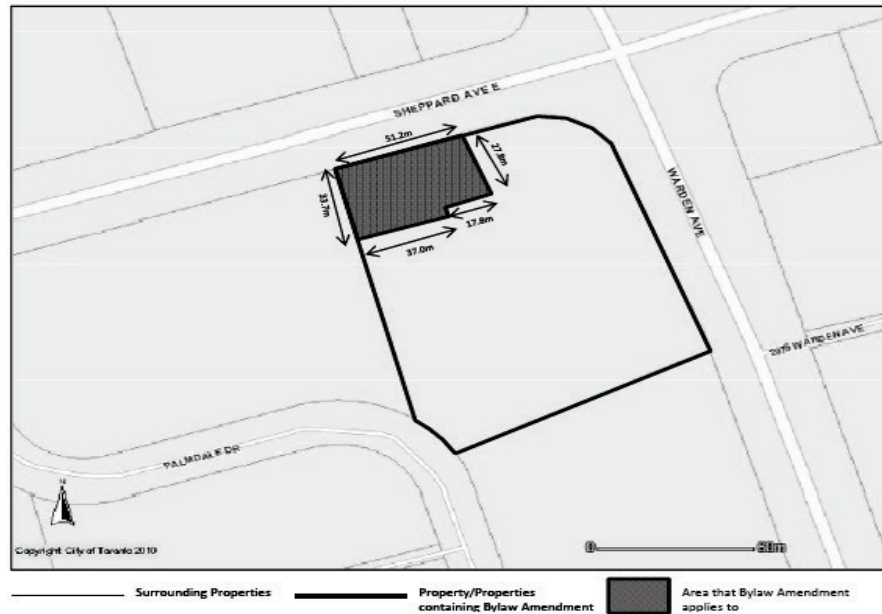 SHEPPARD AVE E
51.2m
27.8m
33.7m
17.8m
37.0m
WARDEN AVE
WARDEN AVE
PALMDALE DR
N
Copyright: City of Toronto 2010
0
60m
Surrounding Properties
Property/Properties
containing Bylaw Amendment
Area that Bylaw Amendment
applies to